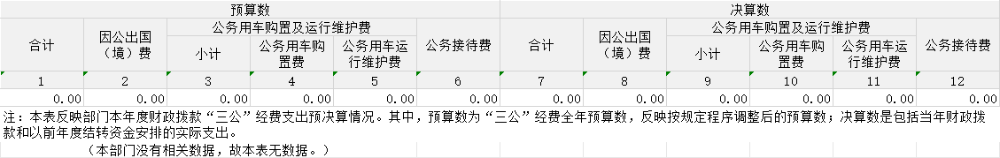 预算数 决算数
合计 因公出国（境）费 公务用车购置及运行维护费 公务接待费 合计 因公出国（境）费 公务用车购置及运行维护费 公务接待费
小计 公务用车购置费 公务用车运行维护费 小计 公务用车购置费 公务用车运行维护费
1 2 3 4 5 6 7 8 9 10 11 12
0.00 0.00 0.00 0.00 0.00 0.00 0.00 0.00 0.00 0.00 0.00 0.00
注：本表反映部门本年度财政拨款“三公”经费支出预决算情况。其中，预算数为“三公”经费全年预算数，反映按规定程序调整后的预算数；决算数是包括当年财政拨
款和以前年度结转资金安排的实际支出。
（本部门没有相关数据，故本表无数据。）